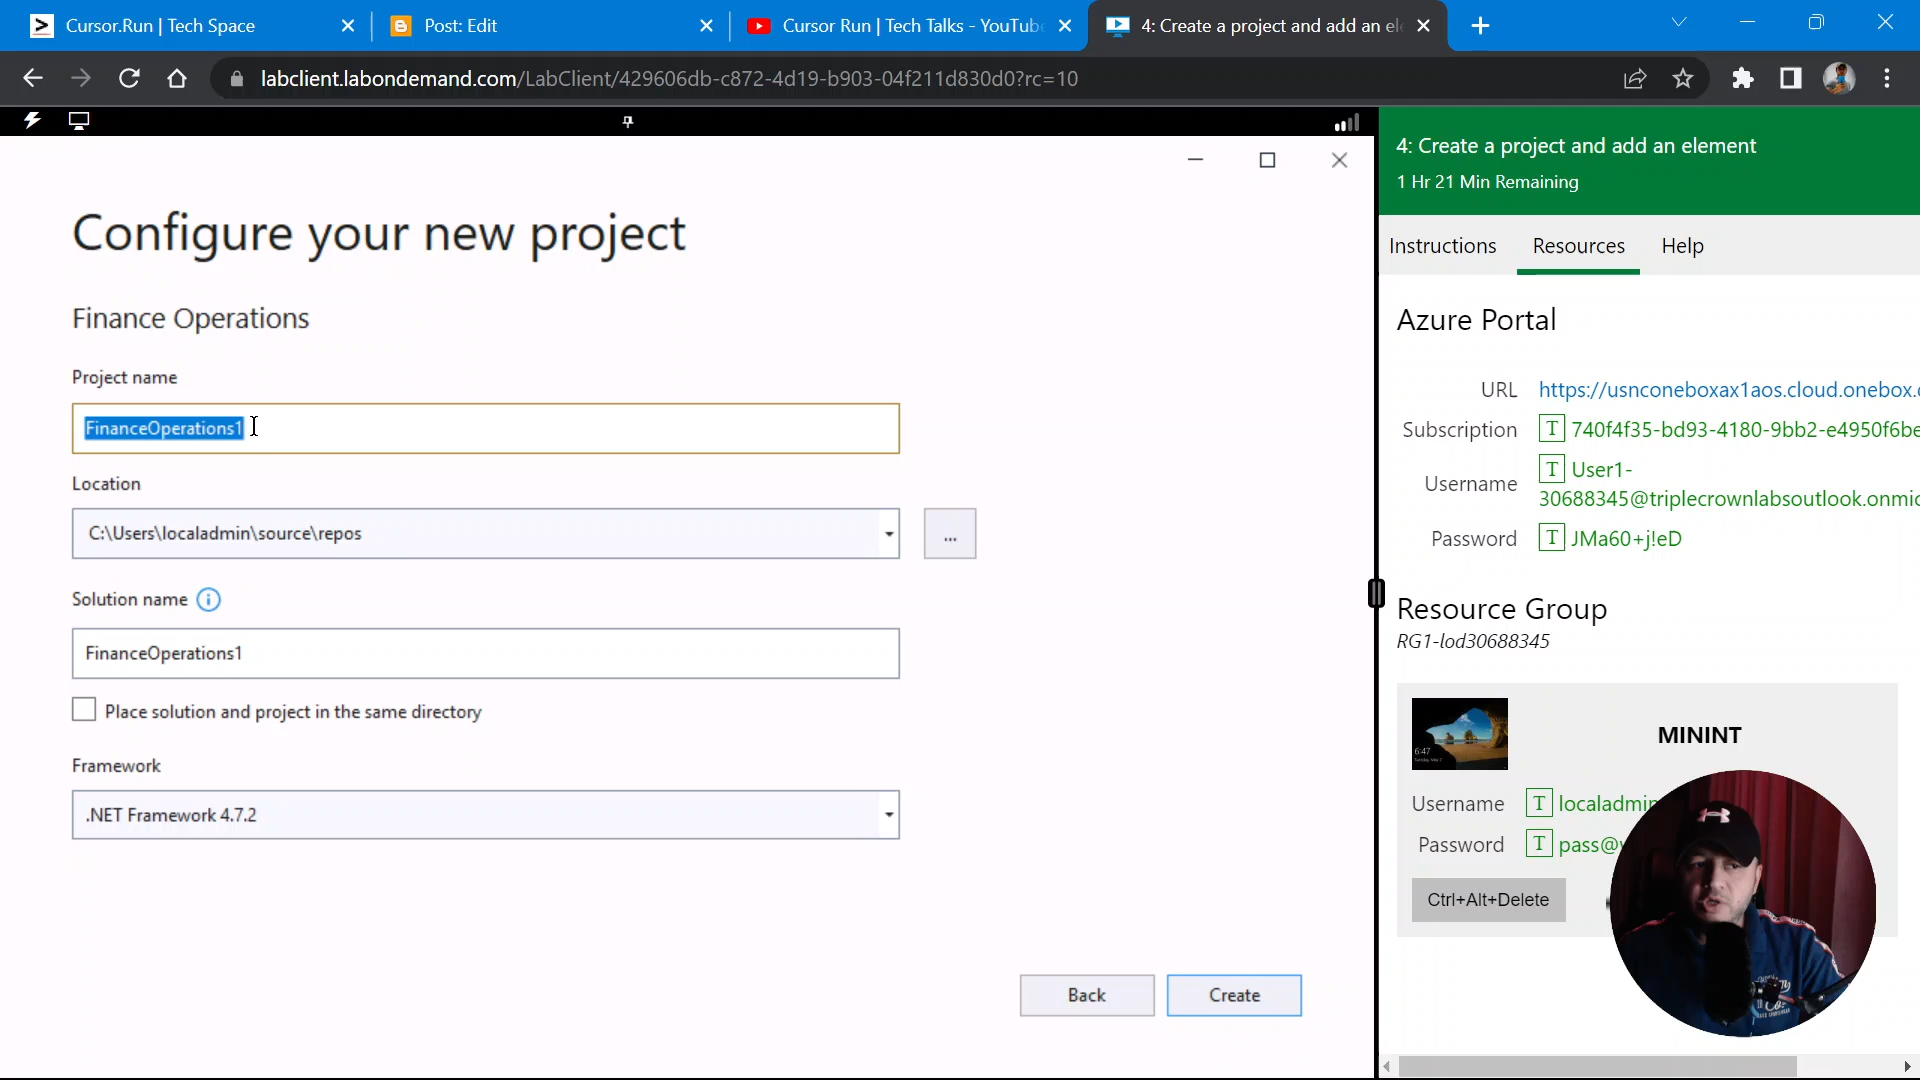 Cursor.Run | Tech Space
Post: Edit
Cursor Run | Tech Talks - YouTube
4: Create a project and add an el
labclient.labondemand.com/LabClient/429606db-c872-4d19-b903-04f211d830d0?rc=10
4: Create a project and add an element
1 Hr 21 Min Remaining
Instructions Resources Help
Configure your new project
Finance Operations
Project name
FinanceOperations1
Location
C:\Users\localadmin\source\repos
...
Solution name
FinanceOperations1
Place solution and project in the same directory
Framework
.NET Framework 4.7.2
Back Create
Azure Portal
URL https://usnconeboxax1aos.cloud.onebox.
Subscription T 740f4f35-bd93-4180-9bb2-e4950f6be
Username T User1-
30688345@triplecrownlabsoutlook.onmic
Password T JMa60+j!eD
Resource Group
RG1-lod30688345
6:47
MININT
Username T localadmin
Password T pass@
Ctrl+Alt+Delete